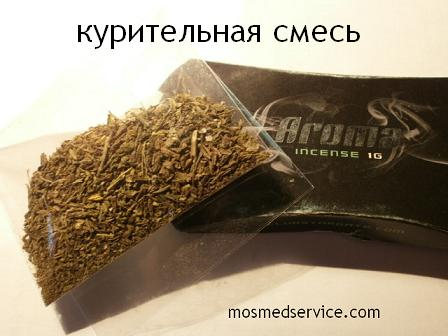 курительная смесь
Aroma
INCENSE 1G
mosmedservice.com